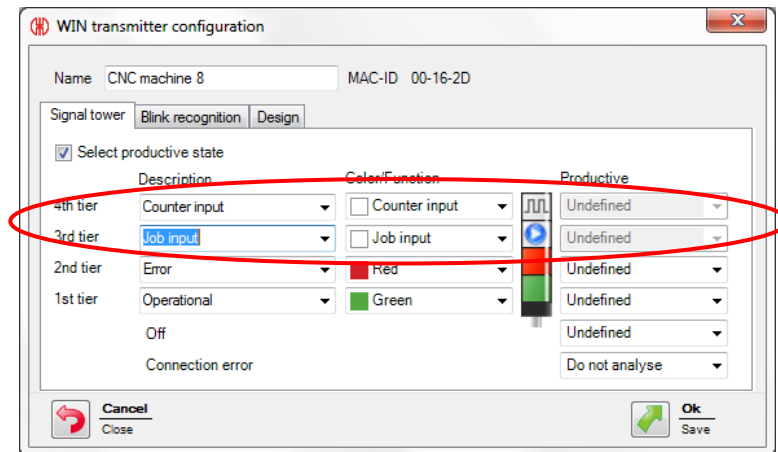 WIN transmitter configuration
Name CNC machine 8 MAC-ID 00-16-2D
Signal tower Blink recognition Design
Select productive state
Description Color/Function Productive
4th tier Counter input Counter input Undefined
3rd tier Job input Job input Undefined
2nd tier Error Red Undefined
1st tier Operational Green Undefined
Off Undefined
Connection error Do not analyse
Cancel Ok
Close Save